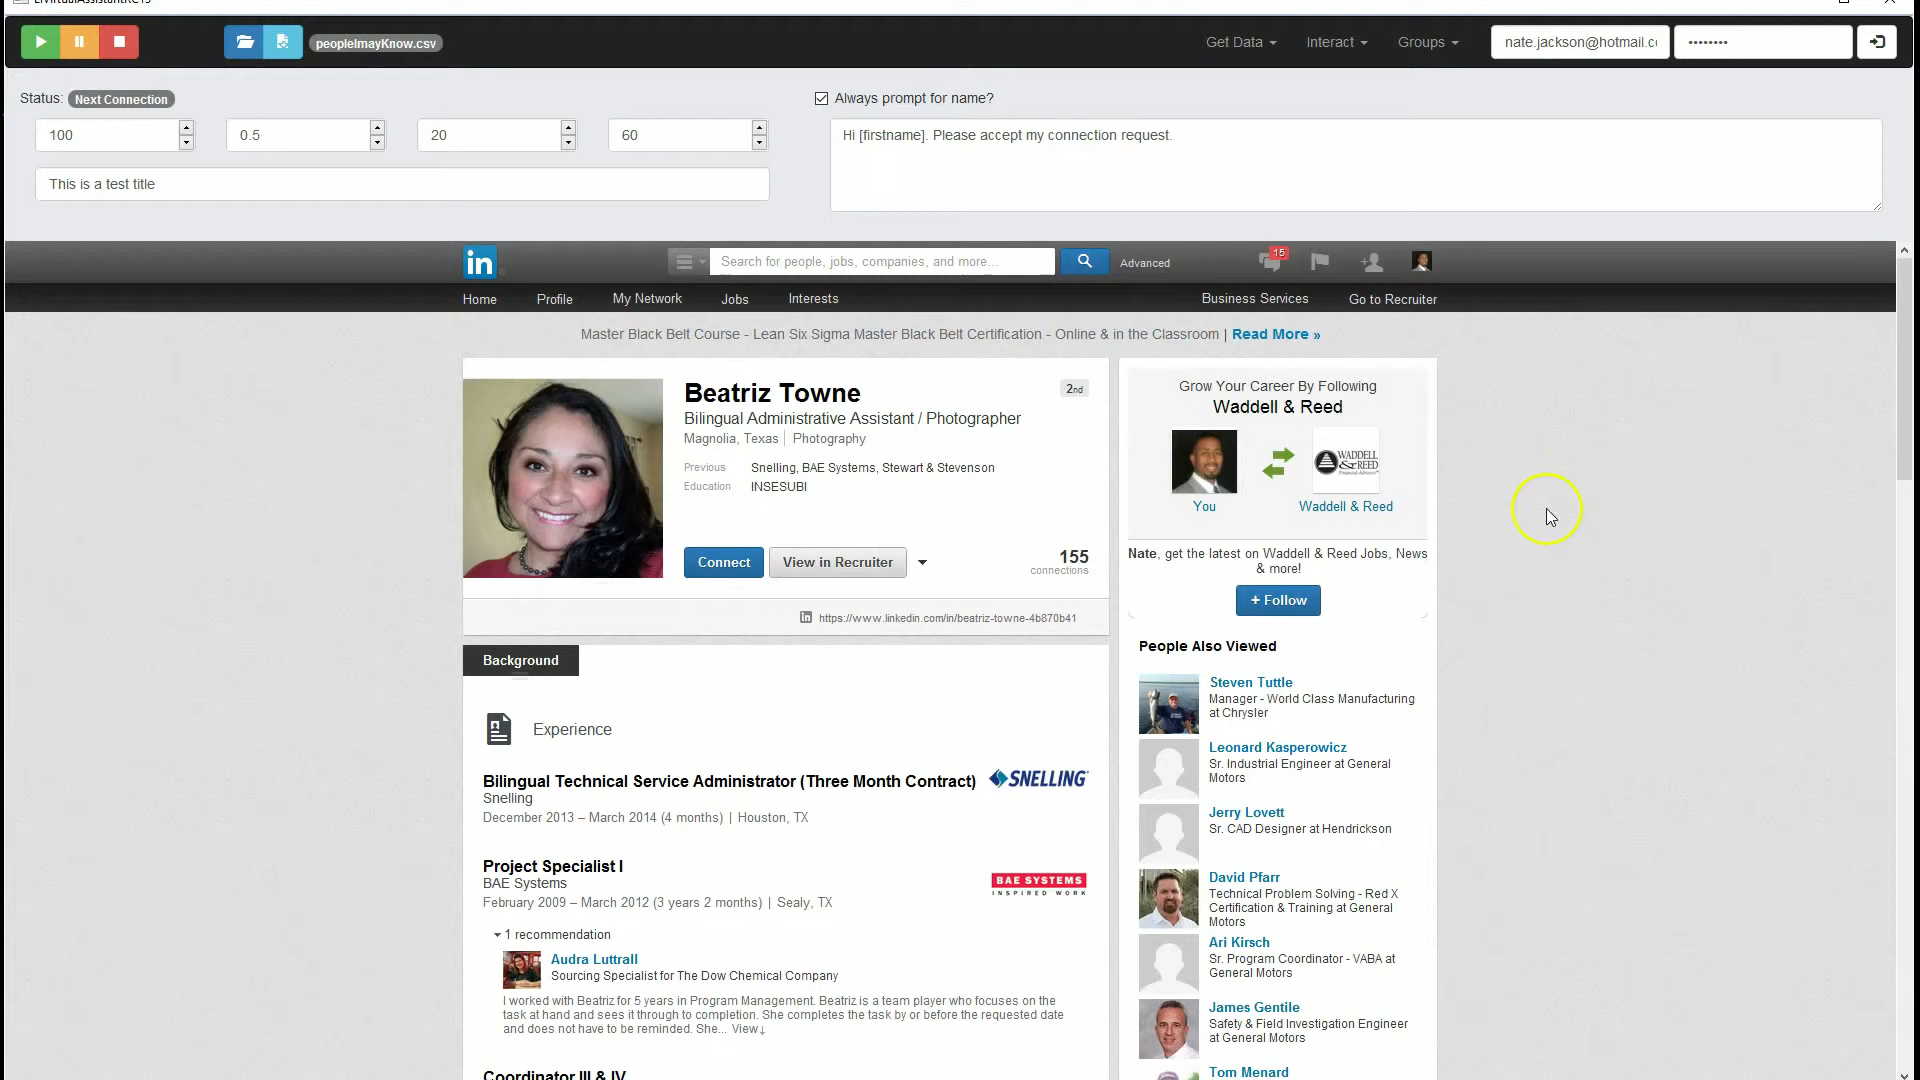 peopleImayKnow.csv
Get Data
Interact
Groups
nate.jackson@hotmail.c
••••••••
Status: Next Connection
Always prompt for name?
100
0.5
20
60
Hi [firstname]. Please accept my connection request.
This is a test title
in
Search for people, jobs, companies, and more...
Advanced
15
Home
Profile
My Network
Jobs
Interests
Business Services
Go to Recruiter
Master Black Belt Course - Lean Six Sigma Master Black Belt Certification - Online & in the Classroom | Read More »
Beatriz Towne
2nd
Bilingual Administrative Assistant / Photographer
Magnolia, Texas | Photography
Previous Snelling, BAE Systems, Stewart & Stevenson
Education INSESUBI
Connect
View in Recruiter
155
connections
https://www.linkedin.com/in/beatriz-towne-4b870b41
Background
Experience
Bilingual Technical Service Administrator (Three Month Contract)
SNELLING
Snelling
December 2013 – March 2014 (4 months) | Houston, TX
Project Specialist I
BAE Systems
BAE SYSTEMS
INSPIRED WORK
February 2009 – March 2012 (3 years 2 months) | Sealy, TX
1 recommendation
Audra Luttrall
Sourcing Specialist for The Dow Chemical Company
I worked with Beatriz for 5 years in Program Management. Beatriz is a team player who focuses on the
task at hand and sees it through to completion. She completes the task by or before the requested date
and does not have to be reminded. She... View↓
Coordinator III & IV
Grow Your Career By Following
Waddell & Reed
WADDELL
& REED
You
Waddell & Reed
Nate, get the latest on Waddell & Reed Jobs, News
& more!
+ Follow
People Also Viewed
Steven Tuttle
Manager - World Class Manufacturing
at Chrysler
Leonard Kasperowicz
Sr. Industrial Engineer at General
Motors
Jerry Lovett
Sr. CAD Designer at Hendrickson
David Pfarr
Technical Problem Solving - Red X
Certification & Training at General
Motors
Ari Kirsch
Sr. Program Coordinator - VABA at
General Motors
James Gentile
Safety & Field Investigation Engineer
at General Motors
Tom Menard